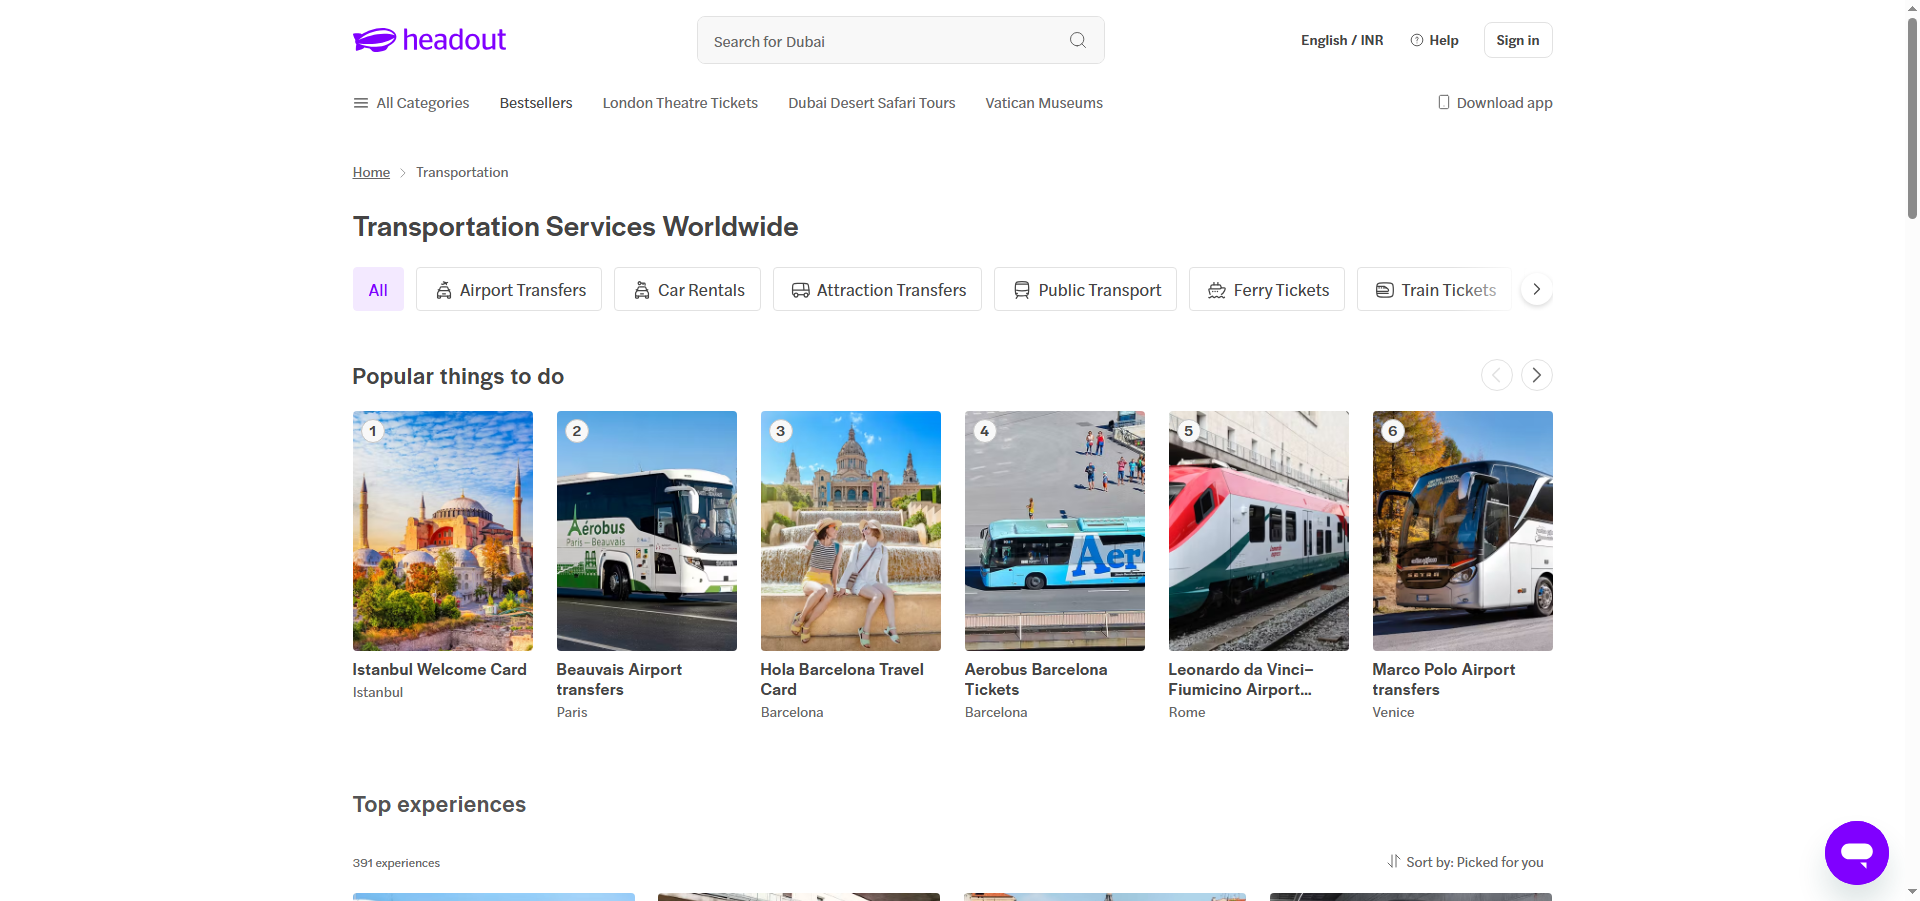 headout
Search for Dubai
English / INR
Help
Sign in
All Categories
Bestsellers
London Theatre Tickets
Dubai Desert Safari Tours
Vatican Museums
Download app
Home
Transportation
Transportation Services Worldwide
All
Airport Transfers
Car Rentals
Attraction Transfers
Public Transport
Ferry Tickets
Train Tickets
Popular things to do
1
2
3
4
5
6
Aérobus
Paris – Beauvais
Aer
SETRA
Istanbul Welcome Card
Istanbul
Beauvais Airport
transfers
Paris
Hola Barcelona Travel
Card
Barcelona
Aerobus Barcelona
Tickets
Barcelona
Leonardo da Vinci–
Fiumicino Airport...
Rome
Marco Polo Airport
transfers
Venice
Top experiences
391 experiences
Sort by: Picked for you